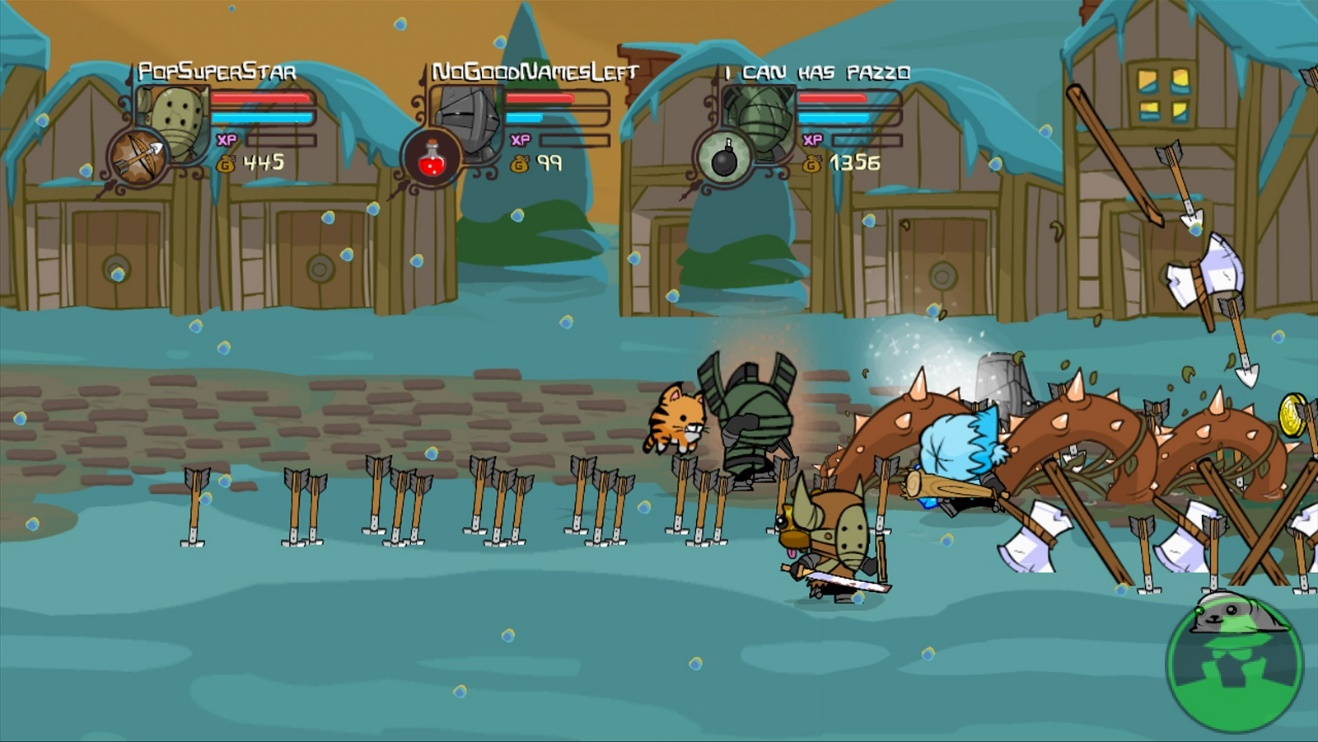 PopSuperStar
XP
445
NoGoodNamesLeft
XP
99
I CAN HAS PAZZO
XP
1356